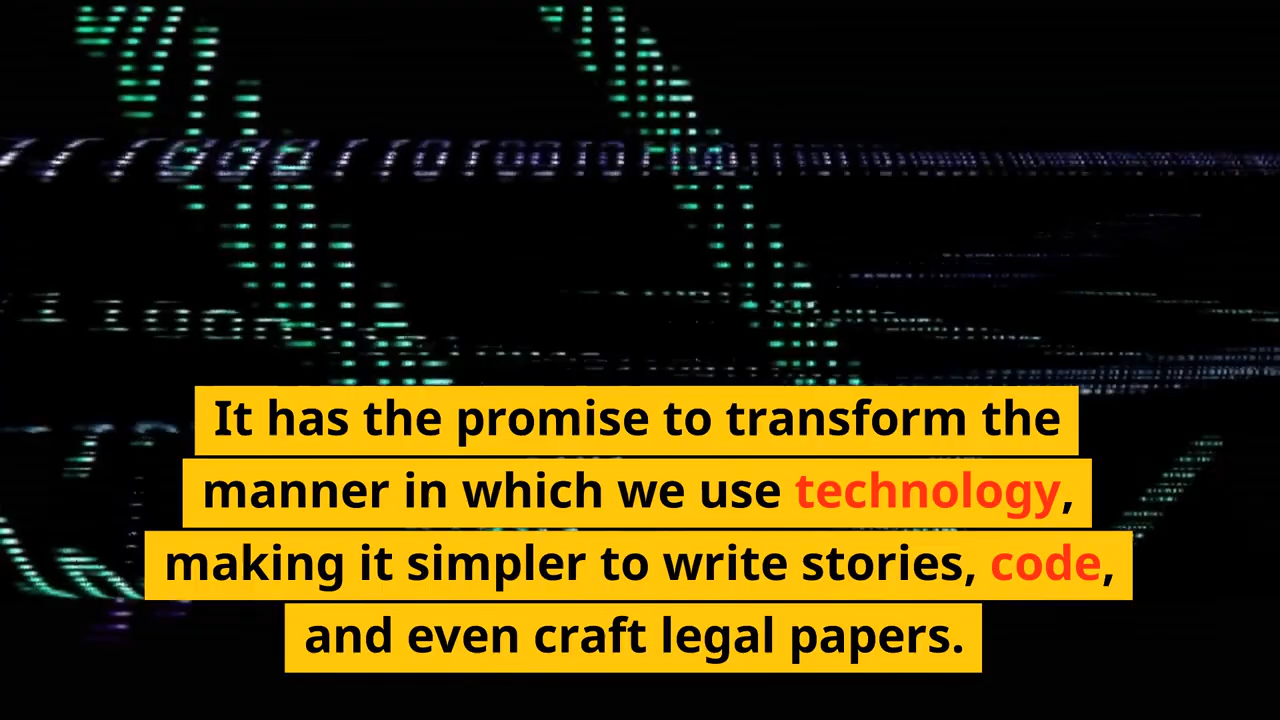 It has the promise to transform the
manner in which we use technology,
making it simpler to write stories, code,
and even craft legal papers.